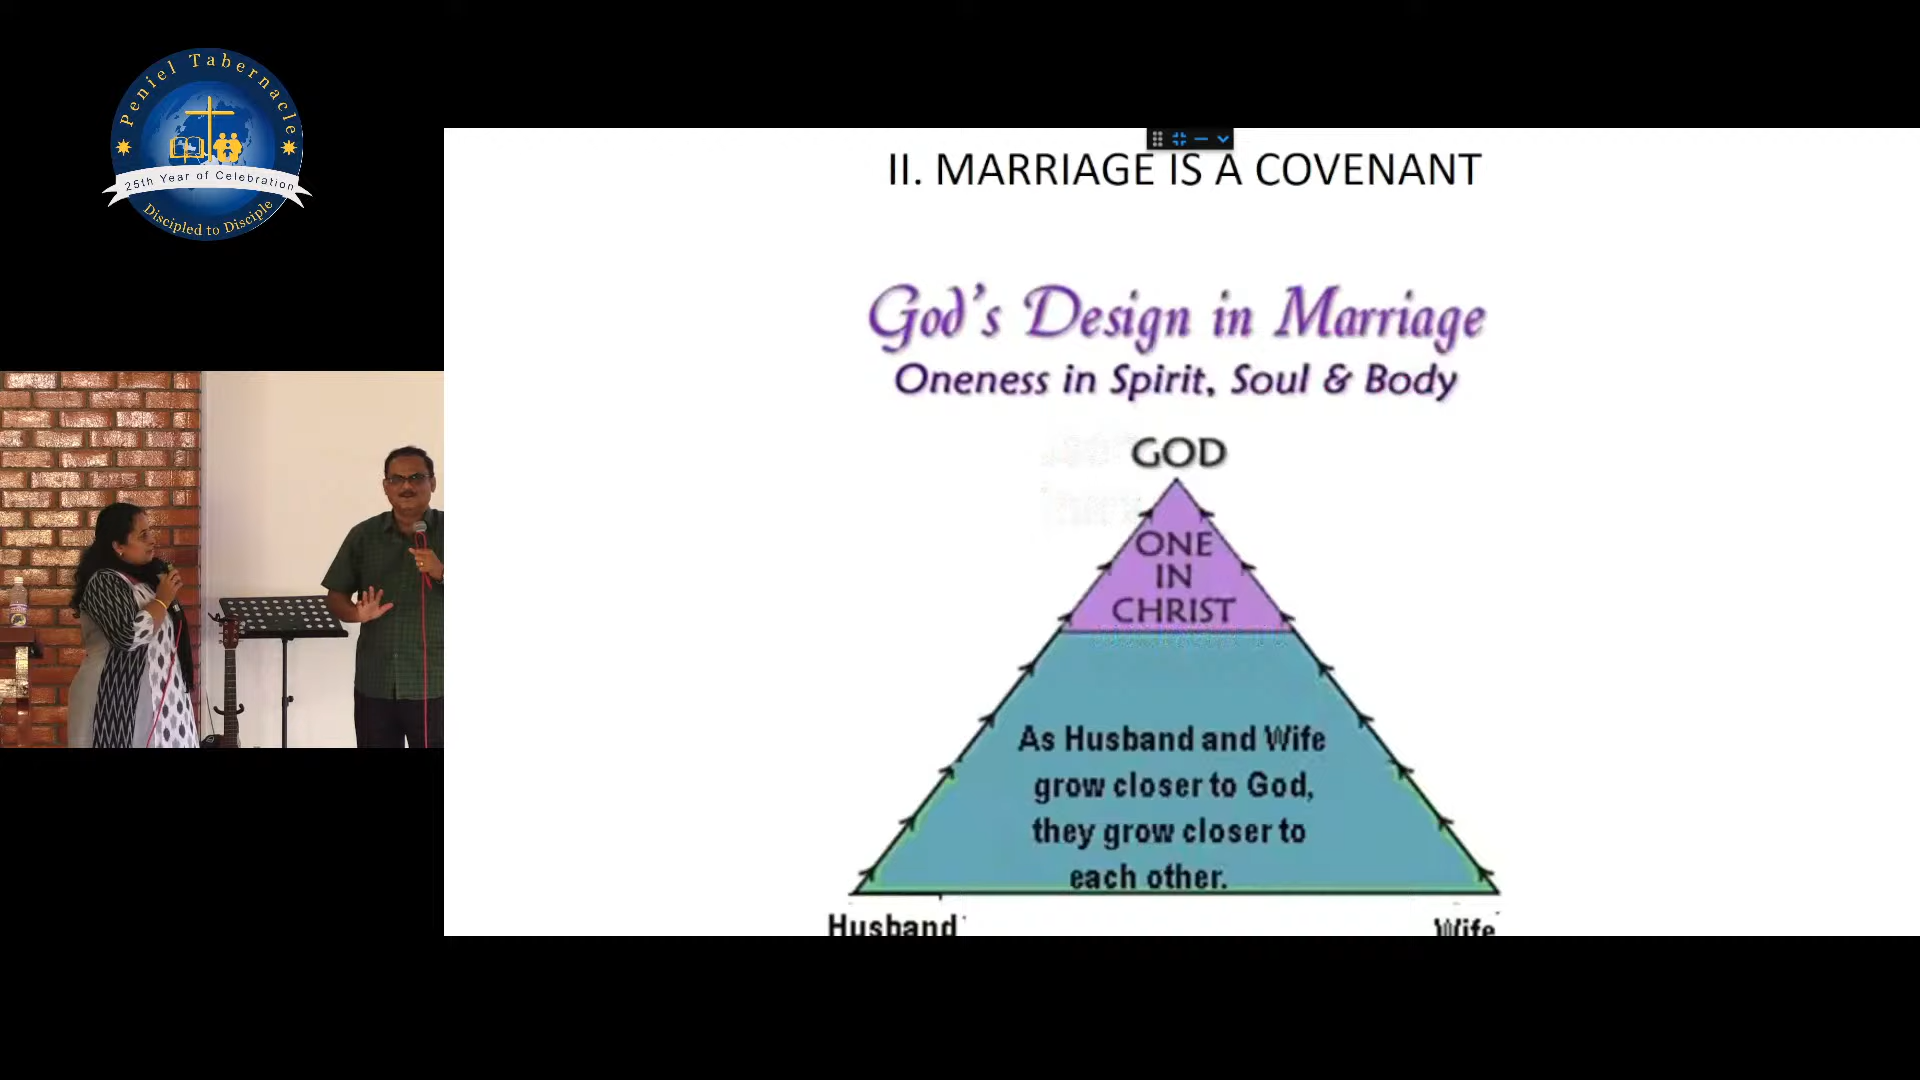 Peniel Tabernacle
25th Year of Celebration
Discipled to Disciple
II. MARRIAGE IS A COVENANT
God's Design in Marriage
Oneness in Spirit, Soul & Body
GOD
ONE
IN
CHRIST
As Husband and Wife
grow closer to God,
they grow closer to
each other.
Husband
Wife